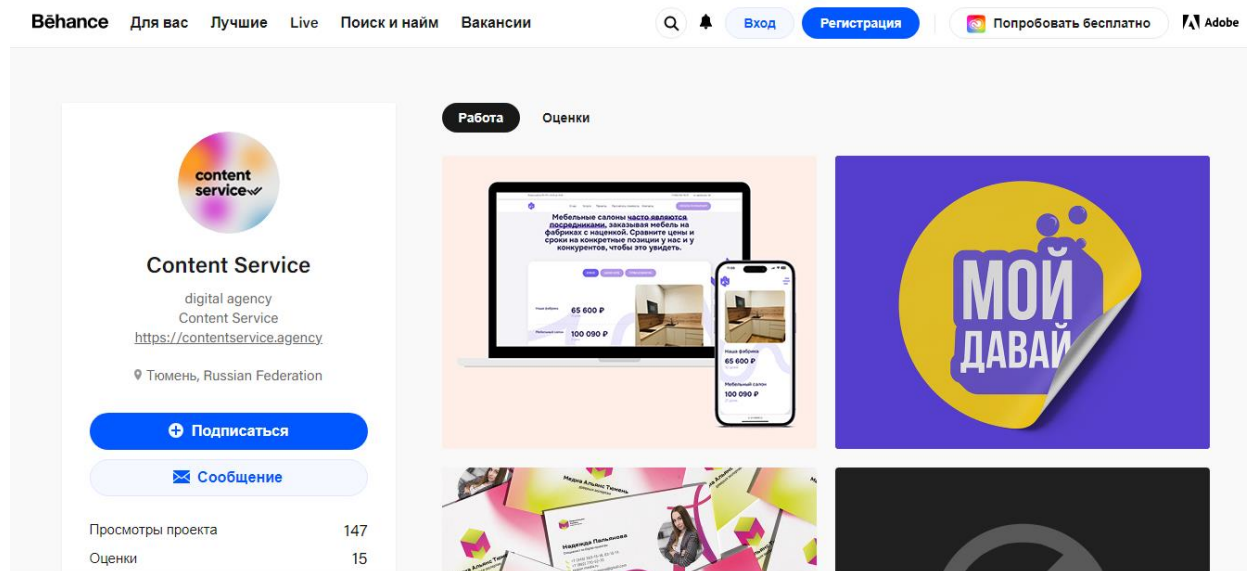 Bēhance
Для вас
Лучшие
Live
Поиск и найм
Вакансии
Вход
Регистрация
Попробовать бесплатно
Adobe
content
service
Content Service
digital agency
Content Service
https://contentservice.agency
Тюмень, Russian Federation
Подписаться
Сообщение
Просмотры проекта 147
Оценки 15
Работа
Оценки
Мебельные салоны часто являются
посредниками, заказывая мебель на
фабриках с наценкой. Сравните цены и
сроки на конкретные позиции у нас и у
конкурентов, чтобы это увидеть.
Наша фабрика
65 600 ₽
Мебельный салон
100 090 ₽
Наша фабрика
65 600 ₽
Мебельный салон
100 090 ₽
МОЙ
ДАВАЙ
Медиа Альянс Тюмень
Надежда Пальянова